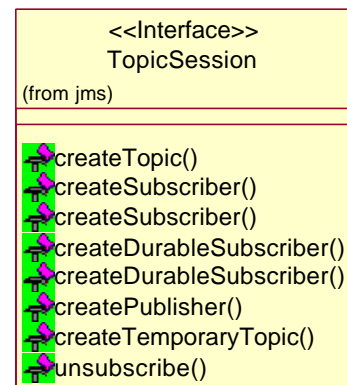 <<Interface>>
TopicSession
(from jms)
createTopic()
createSubscriber()
createSubscriber()
createDurableSubscriber()
createDurableSubscriber()
createPublisher()
createTemporaryTopic()
unsubscribe()